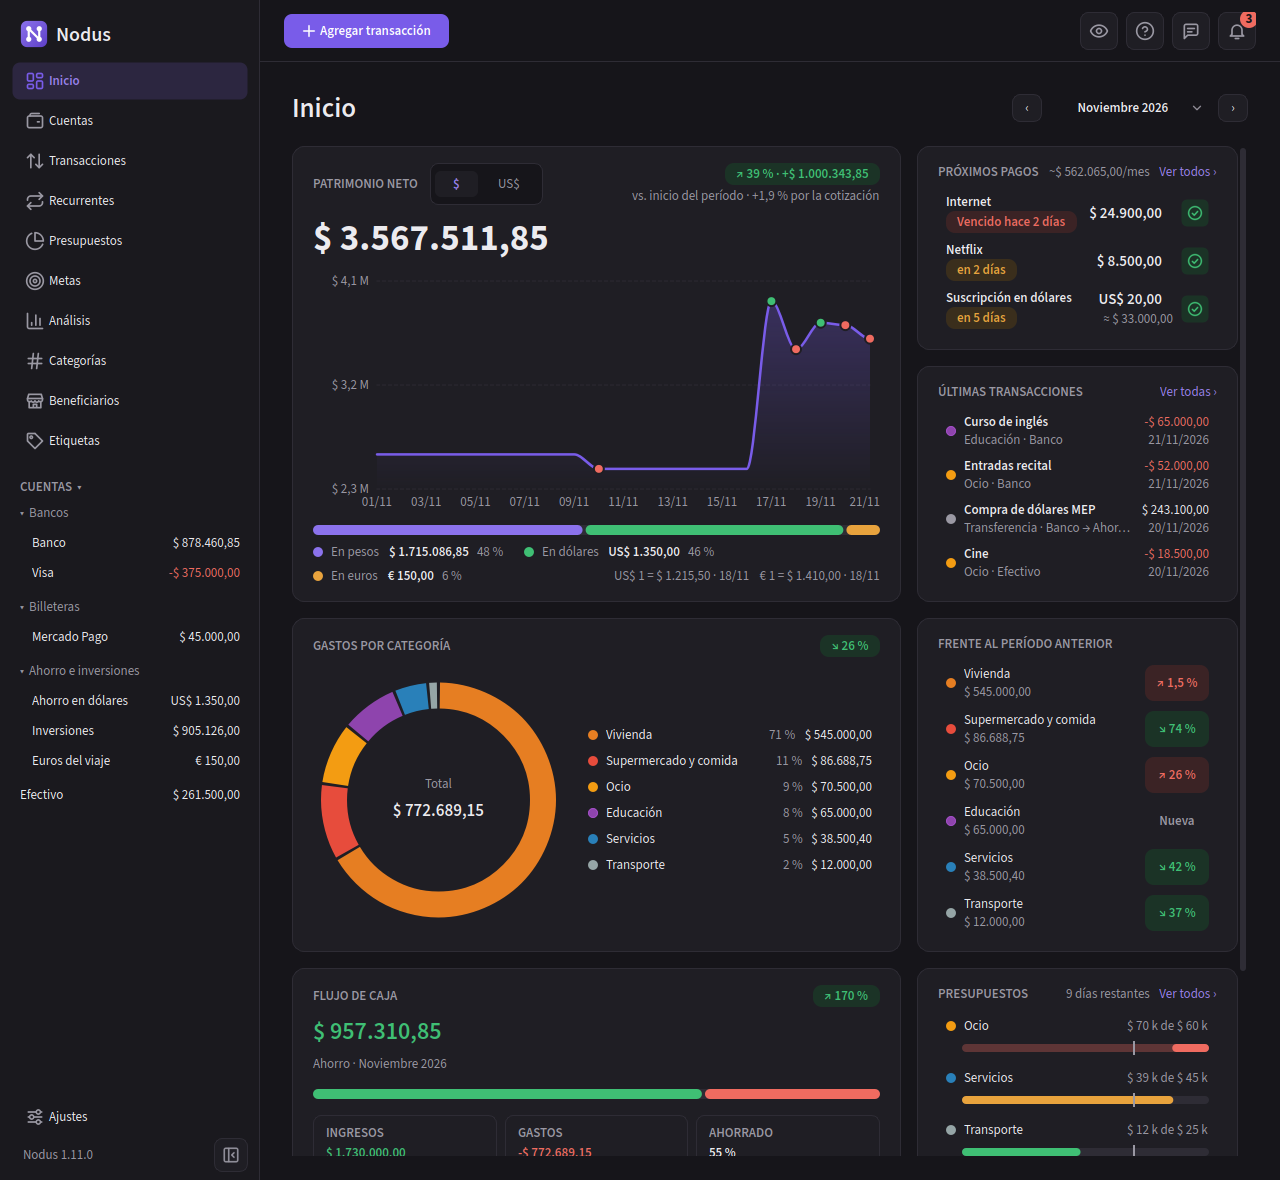 Nodus
Inicio
Cuentas
Transacciones
Recurrentes
Presupuestos
Metas
Análisis
Categorías
Beneficiarios
Etiquetas
CUENTAS
Bancos
Banco $ 878.460,85
Visa -$ 375.000,00
Billeteras
Mercado Pago $ 45.000,00
Ahorro e inversiones
Ahorro en dólares US$ 1.350,00
Inversiones $ 905.126,00
Euros del viaje € 150,00
Efectivo $ 261.500,00
Ajustes
Nodus 1.11.0
+ Agregar transacción
3
Inicio
‹ Noviembre 2026 ›
PATRIMONIO NETO $ US$
↗ 39 % · +$ 1.000.343,85
vs. inicio del período · +1,9 % por la cotización
$ 3.567.511,85
$ 4,1 M
$ 3,2 M
$ 2,3 M
01/11 03/11 05/11 07/11 09/11 11/11 13/11 15/11 17/11 19/11 21/11
En pesos $ 1.715.086,85 48 % En dólares US$ 1.350,00 46 %
En euros € 150,00 6 % US$ 1 = $ 1.215,50 · 18/11 € 1 = $ 1.410,00 · 18/11
PRÓXIMOS PAGOS ~$ 562.065,00/mes Ver todos ›
Internet
Vencido hace 2 días
$ 24.900,00
Netflix
en 2 días
$ 8.500,00
Suscripción en dólares
en 5 días
US$ 20,00
≈ $ 33.000,00
ÚLTIMAS TRANSACCIONES Ver todas ›
Curso de inglés -$ 65.000,00
Educación · Banco 21/11/2026
Entradas recital -$ 52.000,00
Ocio · Banco 21/11/2026
Compra de dólares MEP $ 243.100,00
Transferencia · Banco → Ahor… 20/11/2026
Cine -$ 18.500,00
Ocio · Efectivo 20/11/2026
GASTOS POR CATEGORÍA ↘ 26 %
Total
$ 772.689,15
Vivienda 71 % $ 545.000,00
Supermercado y comida 11 % $ 86.688,75
Ocio 9 % $ 70.500,00
Educación 8 % $ 65.000,00
Servicios 5 % $ 38.500,40
Transporte 2 % $ 12.000,00
FRENTE AL PERÍODO ANTERIOR
Vivienda
$ 545.000,00
↗ 1,5 %
Supermercado y comida
$ 86.688,75
↘ 74 %
Ocio
$ 70.500,00
↗ 26 %
Educación
$ 65.000,00
Nueva
Servicios
$ 38.500,40
↘ 42 %
Transporte
$ 12.000,00
↘ 37 %
FLUJO DE CAJA ↗ 170 %
$ 957.310,85
Ahorro · Noviembre 2026
INGRESOS
$ 1.730.000,00
GASTOS
-$ 772.689,15
AHORRADO
55 %
PRESUPUESTOS 9 días restantes Ver todos ›
Ocio $ 70 k de $ 60 k
Servicios $ 39 k de $ 45 k
Transporte $ 12 k de $ 25 k